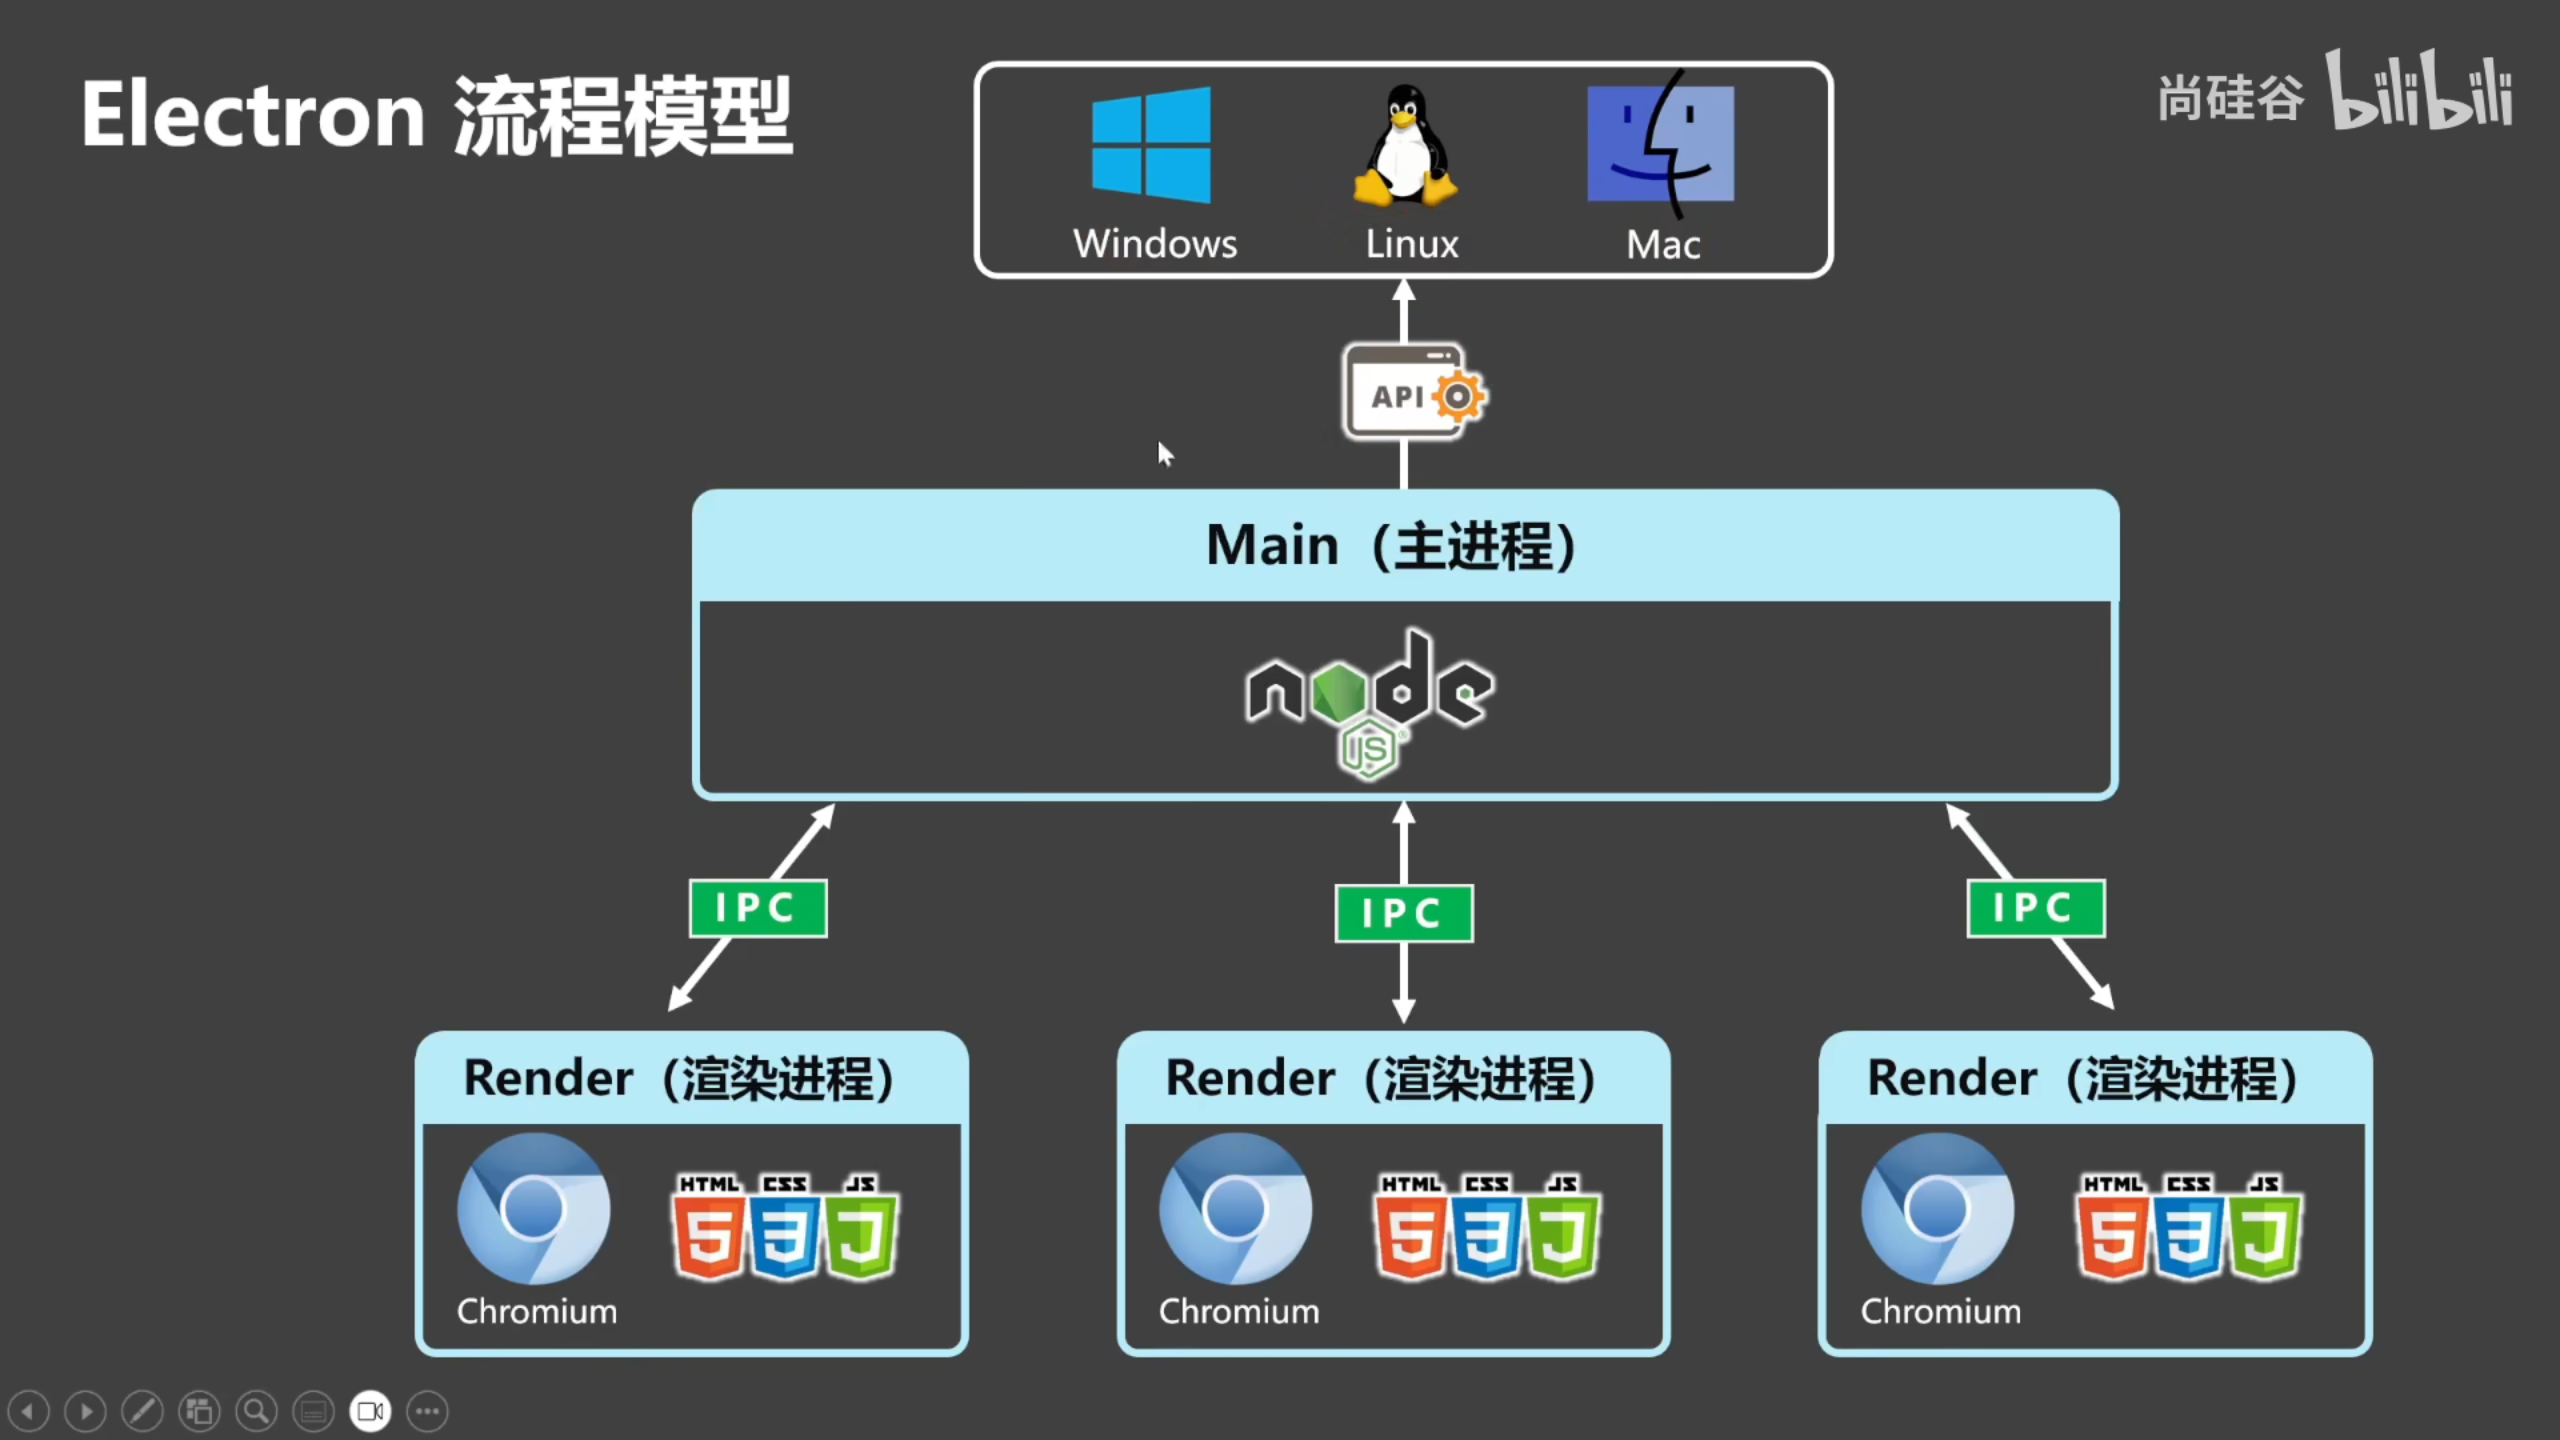 Electron 流程模型
尚硅谷 bilibili
Windows Linux Mac
API
Main（主进程）
node
JS
IPC IPC IPC
Render（渲染进程） Render（渲染进程） Render（渲染进程）
HTML CSS JS HTML CSS JS HTML CSS JS
Chromium Chromium Chromium